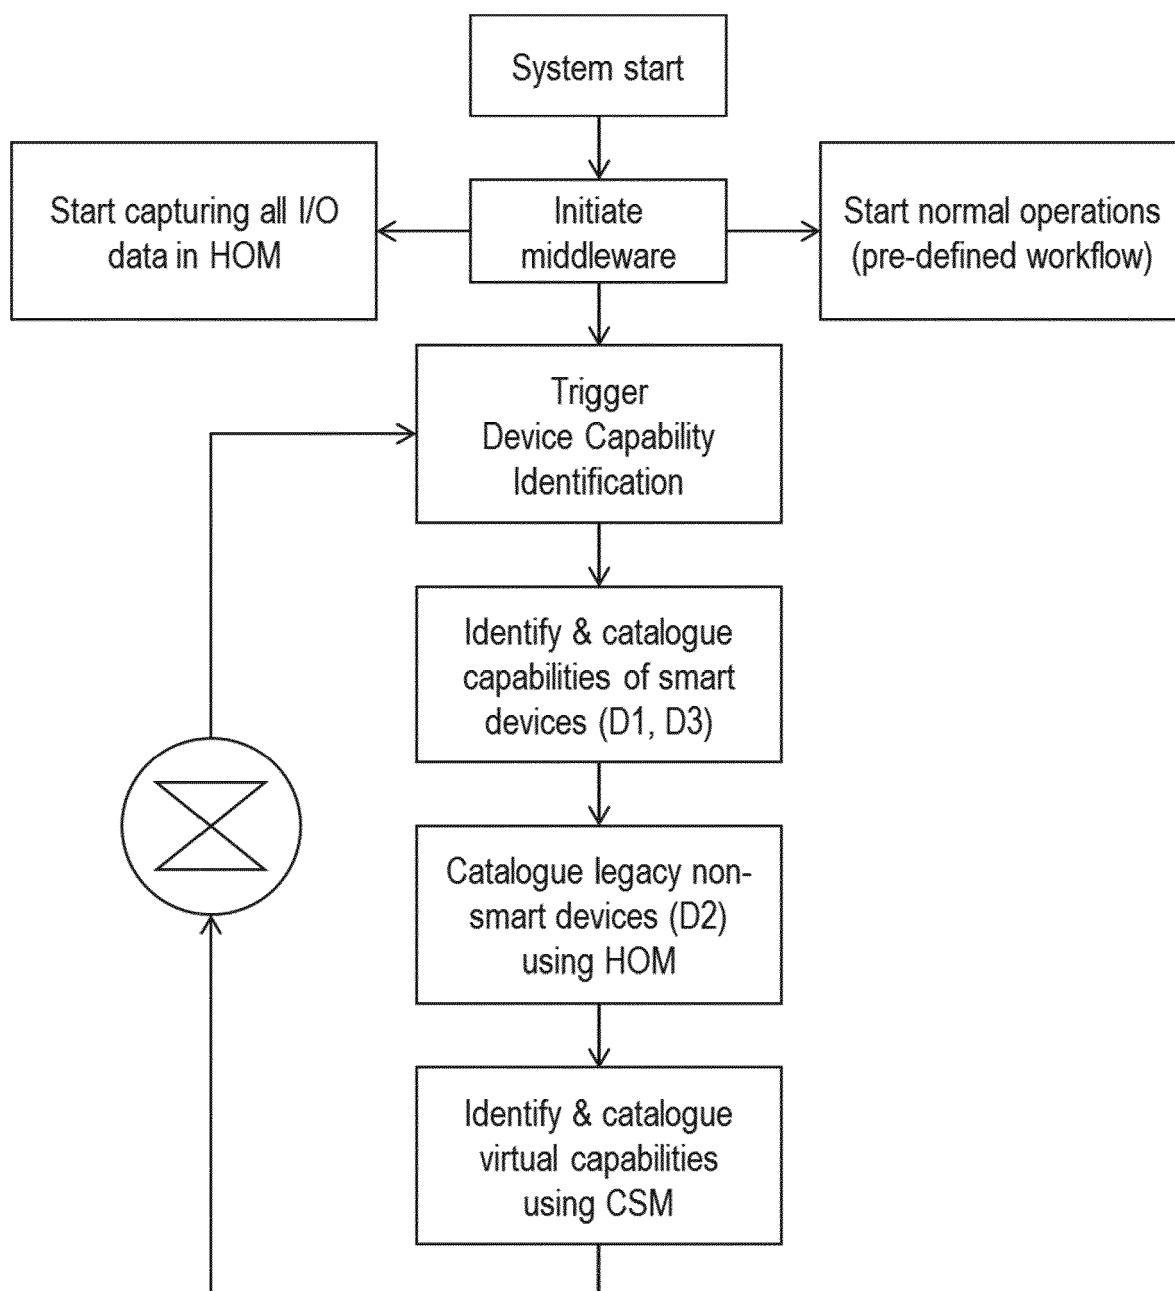 System start
Start capturing all I/O
data in HOM
Initiate
middleware
Start normal operations
(pre-defined workflow)
Trigger
Device Capability
Identification
Identify & catalogue
capabilities of smart
devices (D1, D3)
Catalogue legacy non-
smart devices (D2)
using HOM
Identify & catalogue
virtual capabilities
using CSM